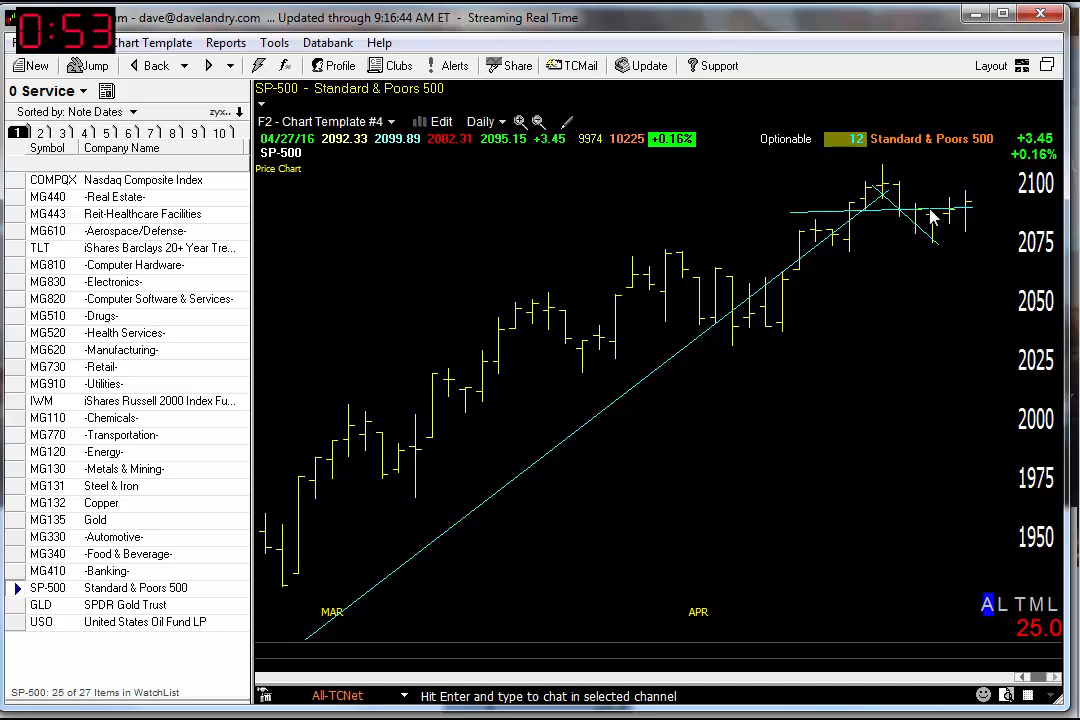 0:53
um - dave@davelandry.com ... Updated through 9:16:44 AM ET - Streaming Real Time
Chart Template Reports Tools Databank Help
New Jump Back Profile Clubs Alerts Share TCMail Update Support Layout
0 Service
Sorted by: Note Dates zyx..
1 2 3 4 5 6 7 8 9 10
Symbol Company Name
COMPQX Nasdaq Composite Index
MG440 -Real Estate-
MG443 Reit-Healthcare Facilities
MG610 -Aerospace/Defense-
TLT iShares Barclays 20+ Year Tre...
MG810 -Computer Hardware-
MG830 -Electronics-
MG820 -Computer Software & Services-
MG510 -Drugs-
MG520 -Health Services-
MG620 -Manufacturing-
MG730 -Retail-
MG910 -Utilities-
IWM iShares Russell 2000 Index Fu...
MG110 -Chemicals-
MG770 -Transportation-
MG120 -Energy-
MG130 -Metals & Mining-
MG131 Steel & Iron
MG132 Copper
MG135 Gold
MG330 -Automotive-
MG340 -Food & Beverage-
MG410 -Banking-
SP-500 Standard & Poors 500
GLD SPDR Gold Trust
USO United States Oil Fund LP
SP-500: 25 of 27 Items in WatchList
SP-500 - Standard & Poors 500
F2 - Chart Template #4 Edit Daily
04/27/16 2092.33 2099.89 2082.31 2095.15 +3.45 9974 10225 +0.16% Optionable 12 Standard & Poors 500 +3.45
+0.16%
SP-500
Price Chart
2100
2075
2050
2025
2000
1975
1950
MAR APR
A L T M L
25.0
All-TCNet Hit Enter and type to chat in selected channel